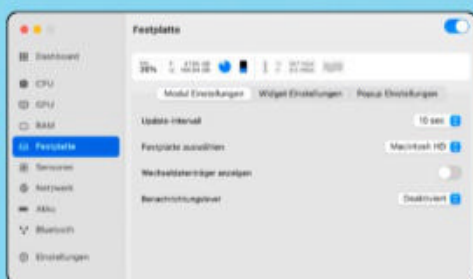 Festplatte
Dashboard
38%
CPU
GPU
Modul Einstellungen Widget Einstellungen Popup Einstellungen
RAM
Update-Intervall 10 sec
Festplatte
Festplatte auswählen Macintosh HD
Sensoren
Wechseldatenträger anzeigen
Netzwerk
Benachrichtigungslevel Deaktiviert
Akku
Bluetooth
Einstellungen